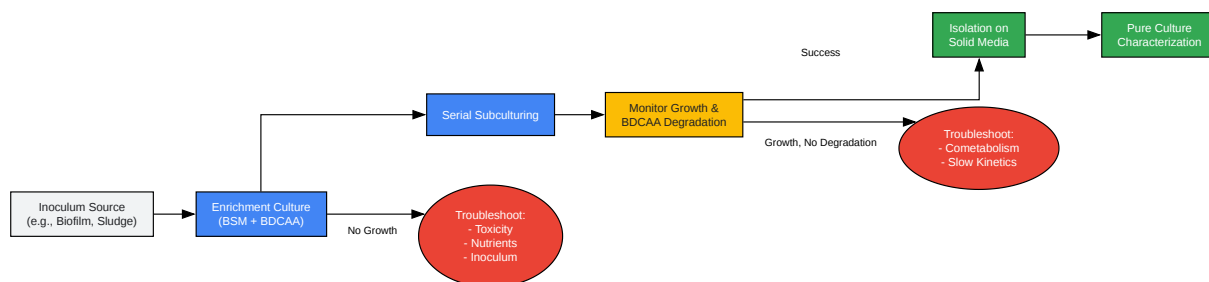 Inoculum Source
(e.g., Biofilm, Sludge)
Enrichment Culture
(BSM + BDCAA)
No Growth
Troubleshoot:
- Toxicity
- Nutrients
- Inoculum
Serial Subculturing
Monitor Growth &
BDCAA Degradation
Success
Growth, No Degradation
Troubleshoot:
- Cometabolism
- Slow Kinetics
Isolation on
Solid Media
Pure Culture
Characterization